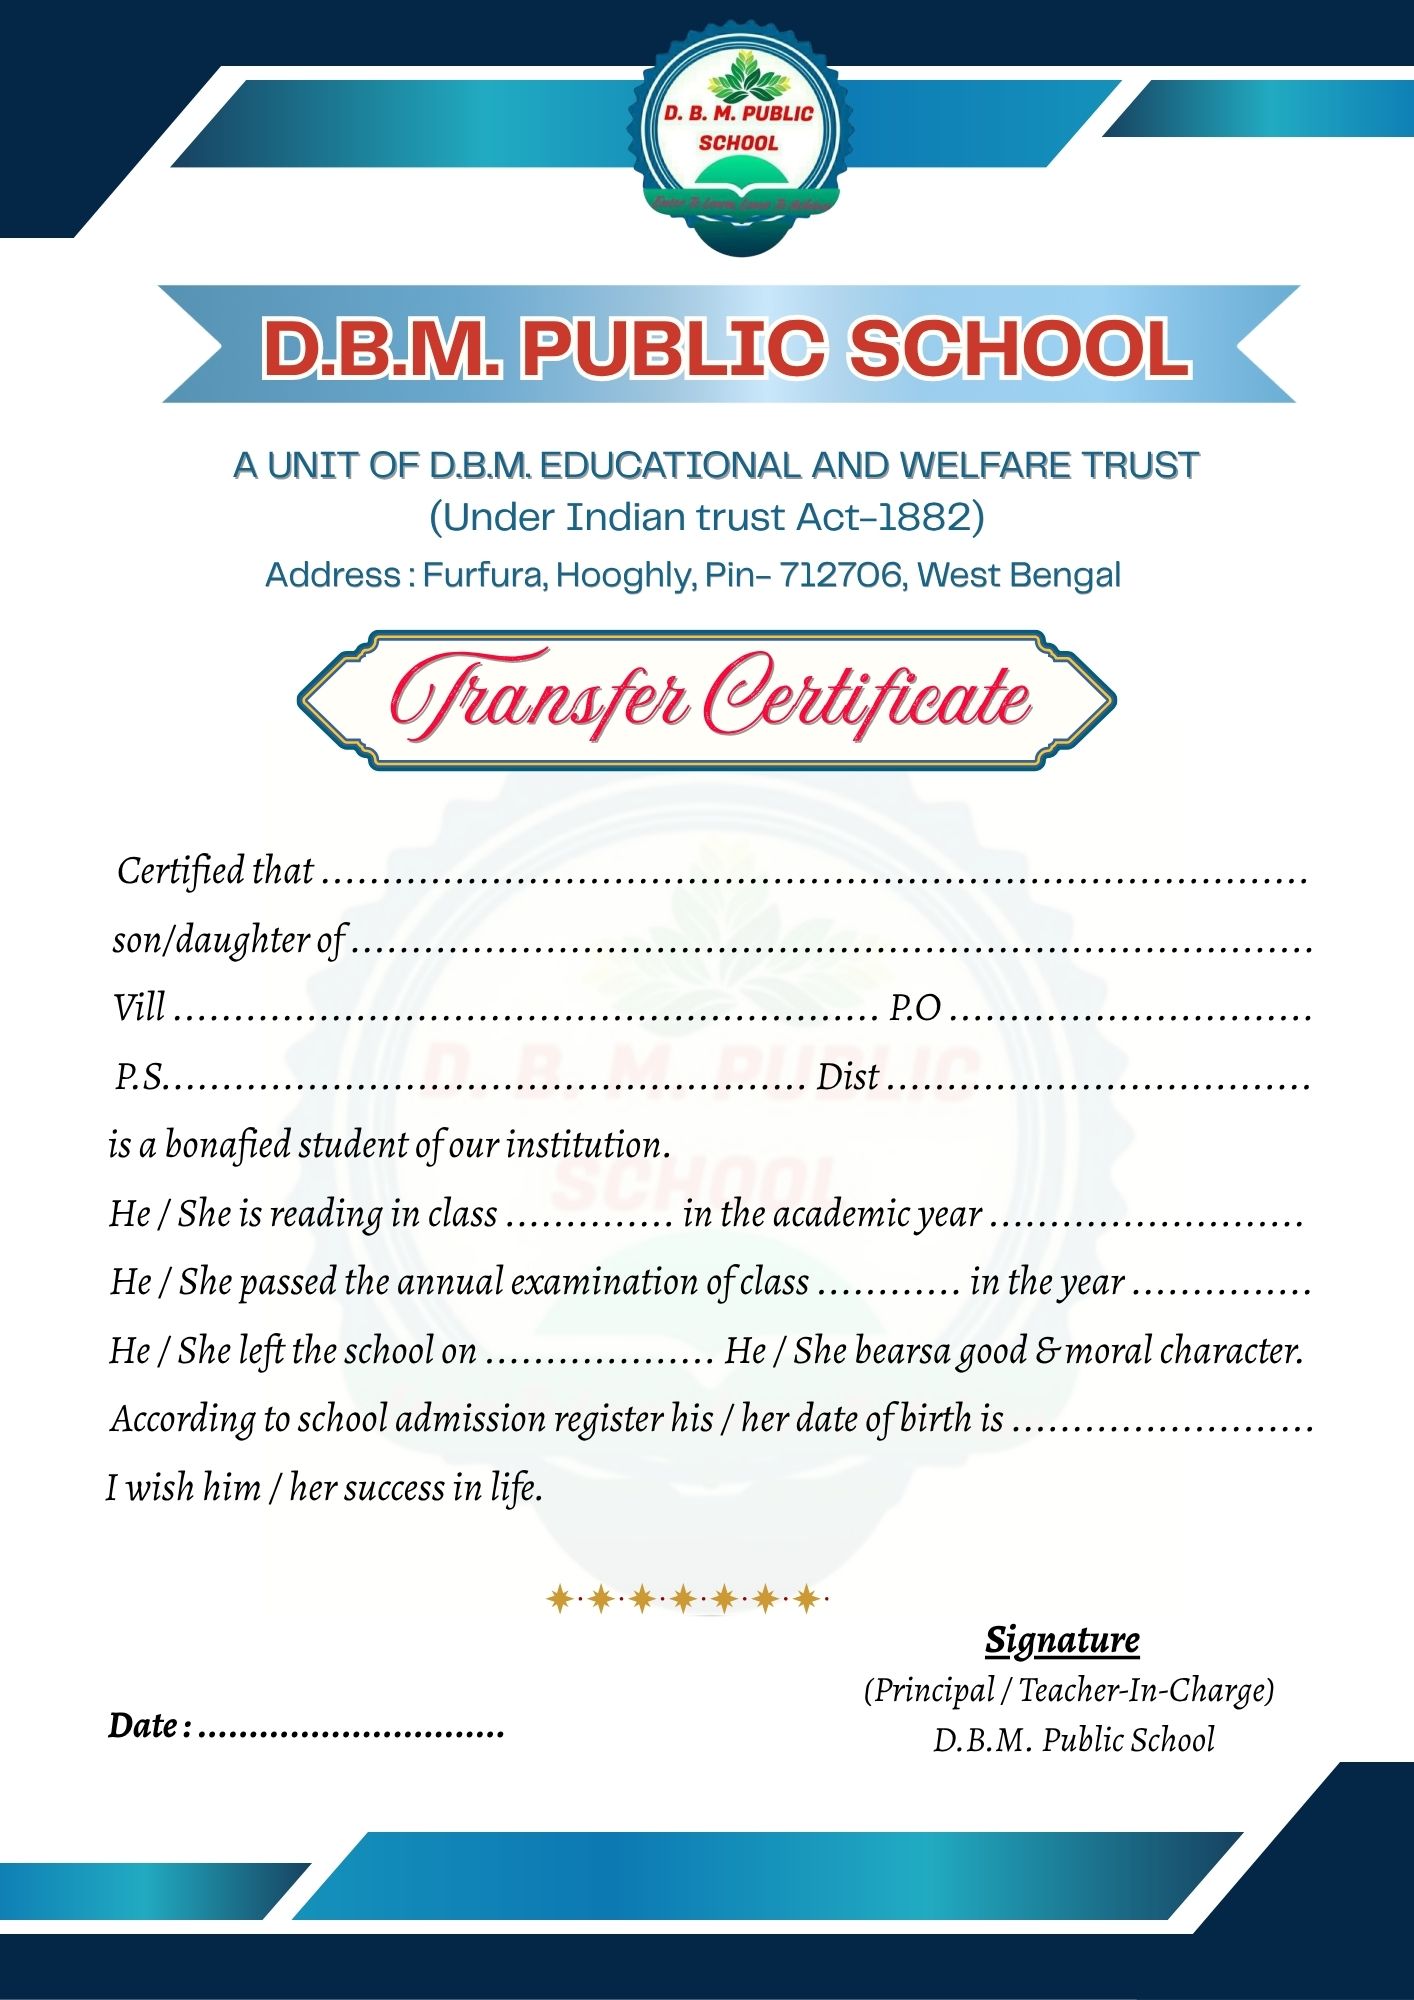 D. B. M. PUBLIC
SCHOOL
D.B.M. PUBLIC SCHOOL
A UNIT OF D.B.M. EDUCATIONAL AND WELFARE TRUST
(Under Indian trust Act-1882)
Address : Furfura, Hooghly, Pin- 712706, West Bengal
Transfer Certificate
Certified that ................................................................................
son/daughter of ..............................................................................
Vill .......................................................... P.O ..............................
P.S..................................................... Dist ...................................
is a bonafied student of our institution.
He / She is reading in class .............. in the academic year ..........................
He / She passed the annual examination of class ............ in the year ...............
He / She left the school on ................... He / She bearsa good & moral character.
According to school admission register his / her date of birth is .........................
I wish him / her success in life.
D. B. M. PUBLIC
SCHOOL
Signature
(Principal / Teacher-In-Charge)
D.B.M. Public School
Date : ..............................